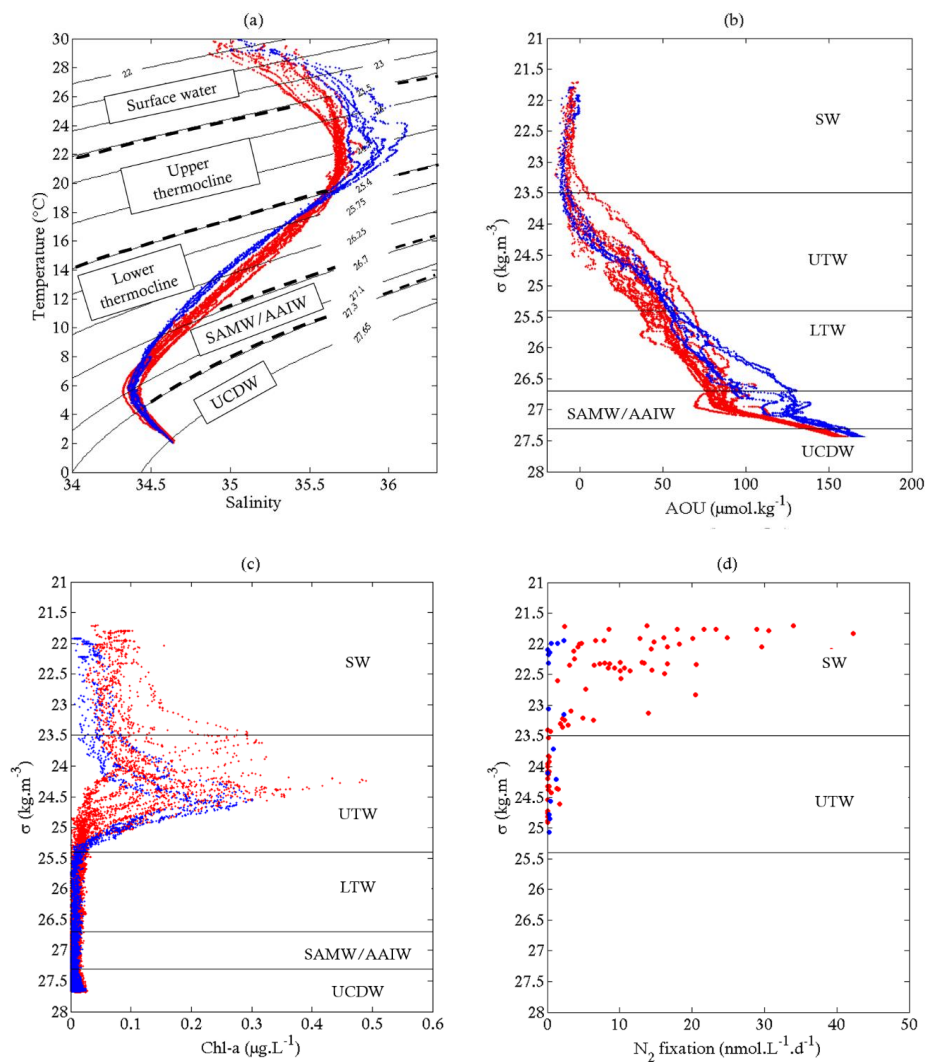 (a)
30
28
26
24
22
20
18
16
14
12
10
8
6
4
2
0
Temperature (°C)
22
23
Surface water
Upper
thermocline
25.4
25.75
26.25
26.7
27.1
27.3
27.65
Lower
thermocline
SAMW/AAIW
UCDW
34 34.5 35 35.5 36
Salinity
(b)
21
21.5
22
22.5
23
23.5
24
24.5
25
25.5
26
26.5
27
27.5
28
σ (kg.m-3)
SW
UTW
LTW
SAMW/AAIW
UCDW
0 50 100 150 200
AOU (μmol.kg-1)
(c)
21
21.5
22
22.5
23
23.5
24
24.5
25
25.5
26
26.5
27
27.5
28
σ (kg.m-3)
SW
UTW
LTW
SAMW/AAIW
UCDW
0 0.1 0.2 0.3 0.4 0.5 0.6
Chl-a (μg.L-1)
(d)
21
21.5
22
22.5
23
23.5
24
24.5
25
25.5
26
26.5
27
27.5
28
σ (kg.m-3)
SW
UTW
0 10 20 30 40 50
N2 fixation (nmol.L-1.d-1)